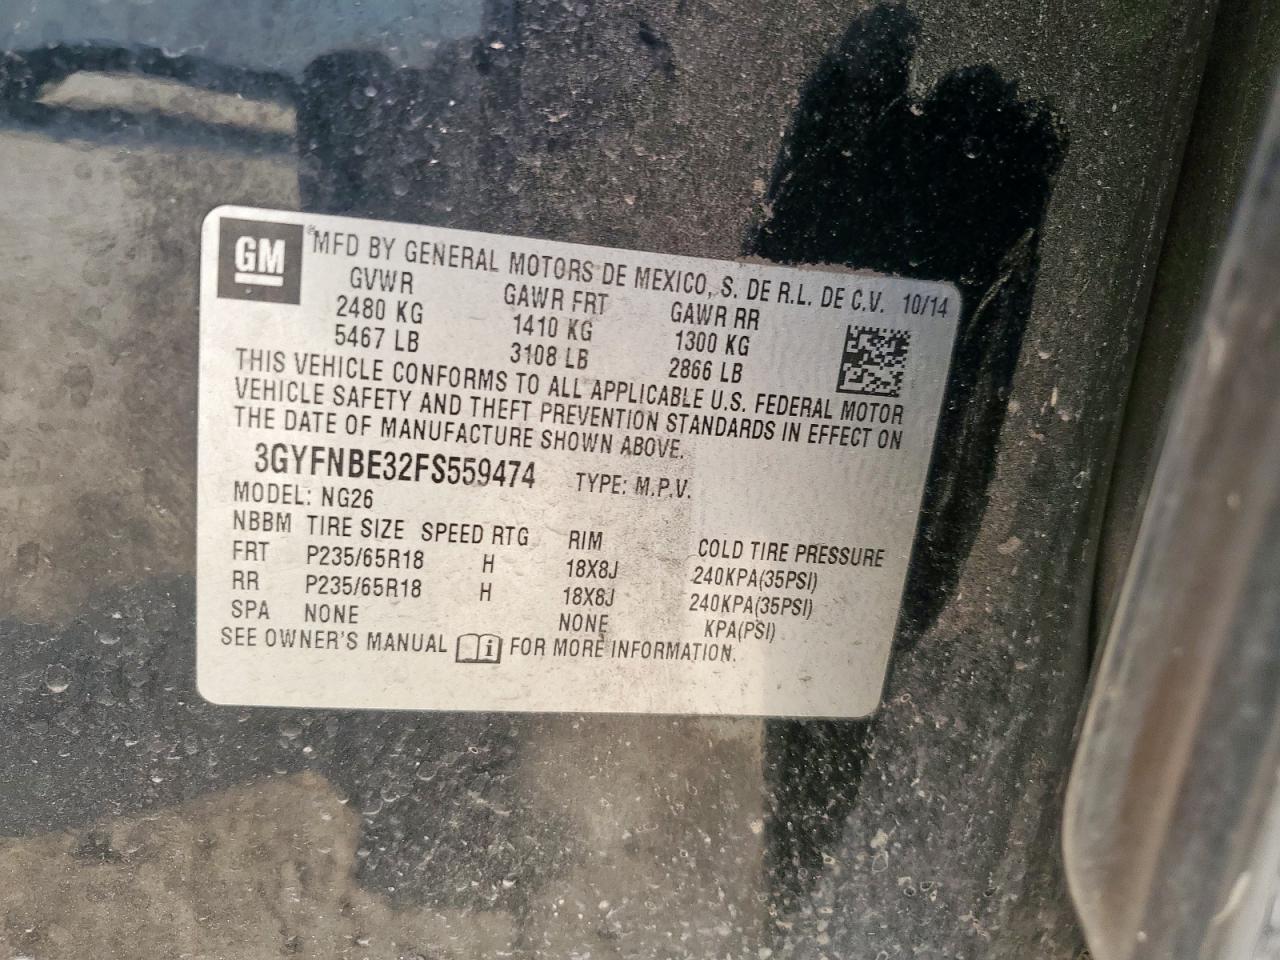 GM ® MFD BY GENERAL MOTORS DE MEXICO, S. DE R.L. DE C.V. 10/14
GVWR GAWR FRT GAWR RR
2480 KG 1410 KG 1300 KG
5467 LB 3108 LB 2866 LB
THIS VEHICLE CONFORMS TO ALL APPLICABLE U.S. FEDERAL MOTOR
VEHICLE SAFETY AND THEFT PREVENTION STANDARDS IN EFFECT ON
THE DATE OF MANUFACTURE SHOWN ABOVE.
3GYFNBE32FS559474 TYPE: M.P.V.
MODEL: NG26
NBBM TIRE SIZE SPEED RTG RIM COLD TIRE PRESSURE
FRT P235/65R18 H 18X8J 240KPA(35PSI)
RR P235/65R18 H 18X8J 240KPA(35PSI)
SPA NONE NONE KPA(PSI)
SEE OWNER'S MANUAL i FOR MORE INFORMATION.